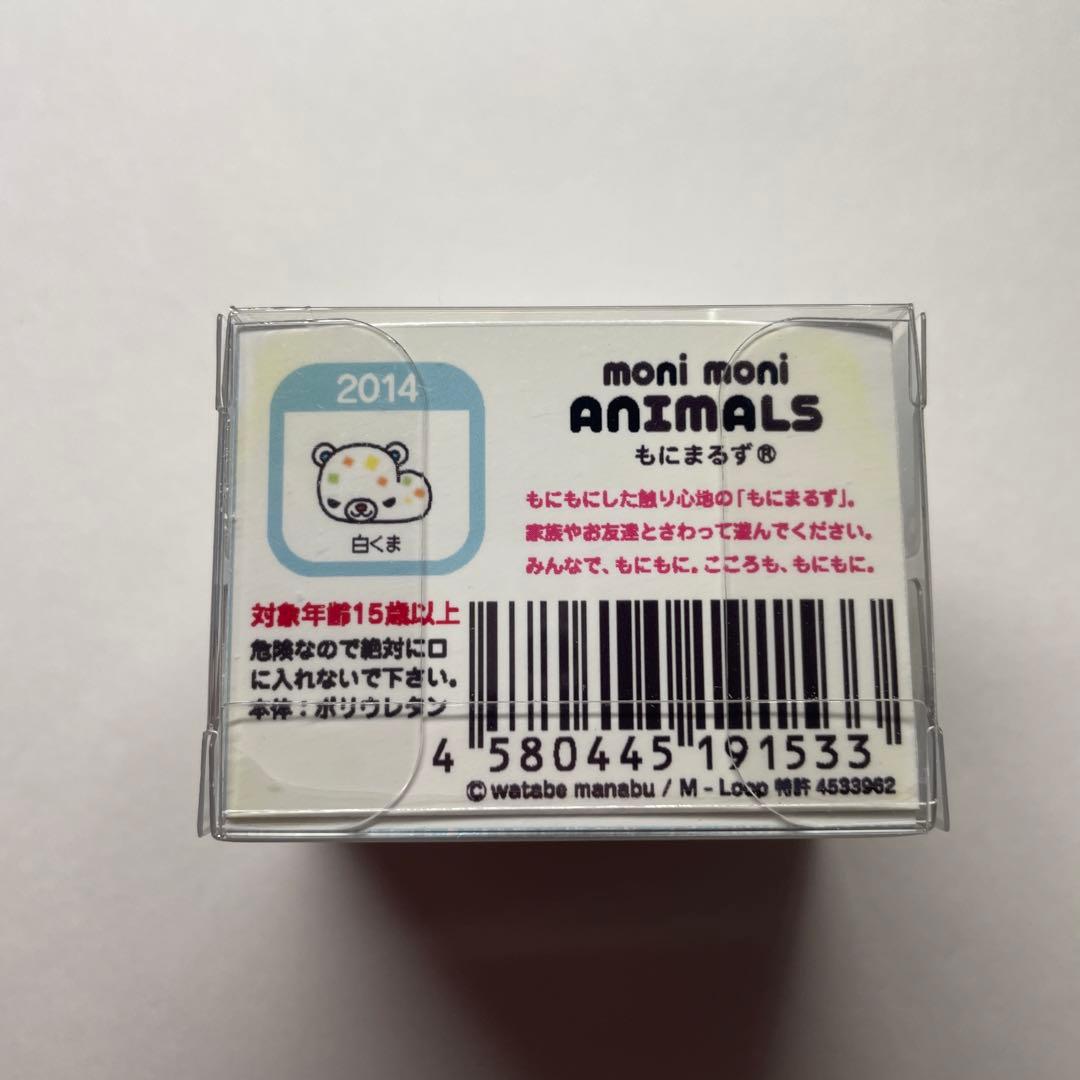 2014
白くま
moni moni
ANIMALS
もにまるず®
もにもにした触り心地の「もにまるず」。
家族やお友達とさわって遊んでください。
みんなで、もにもに。こころも、もにもに。
対象年齢15歳以上
危険なので絶対に口
に入れないで下さい。
本体：ポリウレタン
4 580445 191533
© watabe manabu / M - Loop 特許 4533962